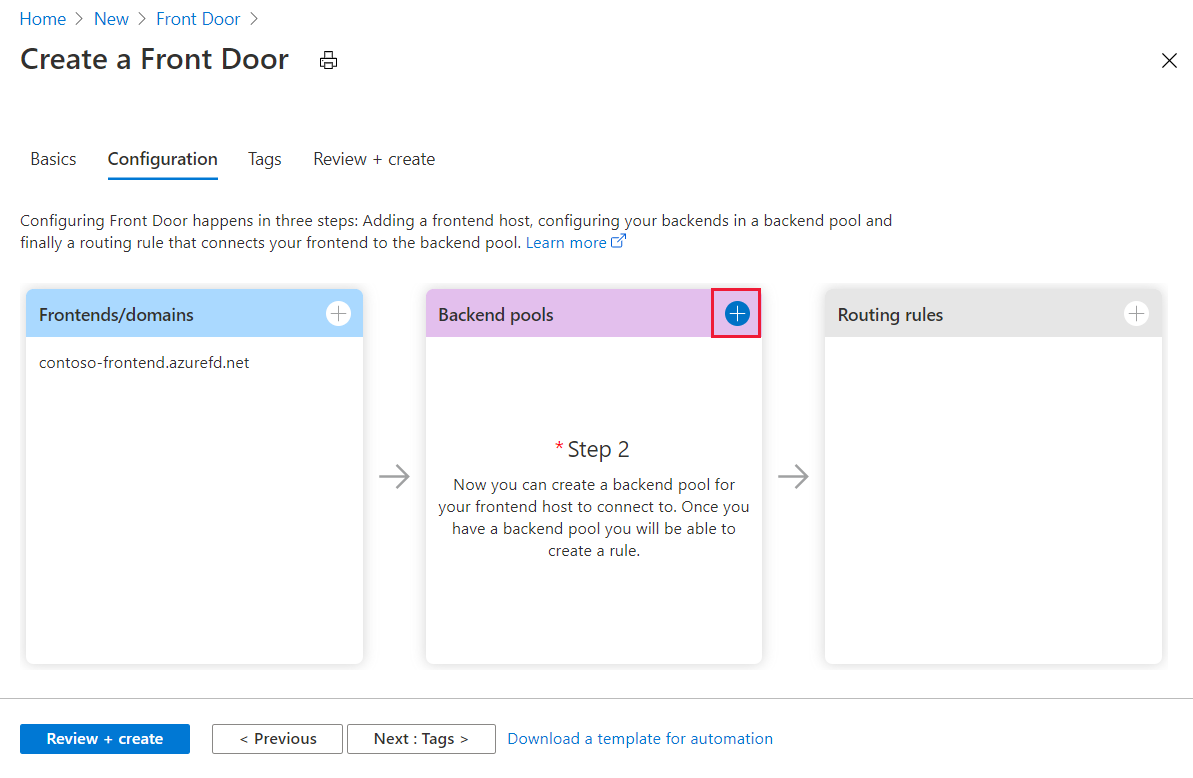 Home > New > Front Door >
Create a Front Door
Basics Configuration Tags Review + create
Configuring Front Door happens in three steps: Adding a frontend host, configuring your backends in a backend pool and
finally a routing rule that connects your frontend to the backend pool. Learn more
Frontends/domains
contoso-frontend.azurefd.net
Backend pools
* Step 2
Now you can create a backend pool for
your frontend host to connect to. Once you
have a backend pool you will be able to
create a rule.
Routing rules
Review + create < Previous Next : Tags > Download a template for automation